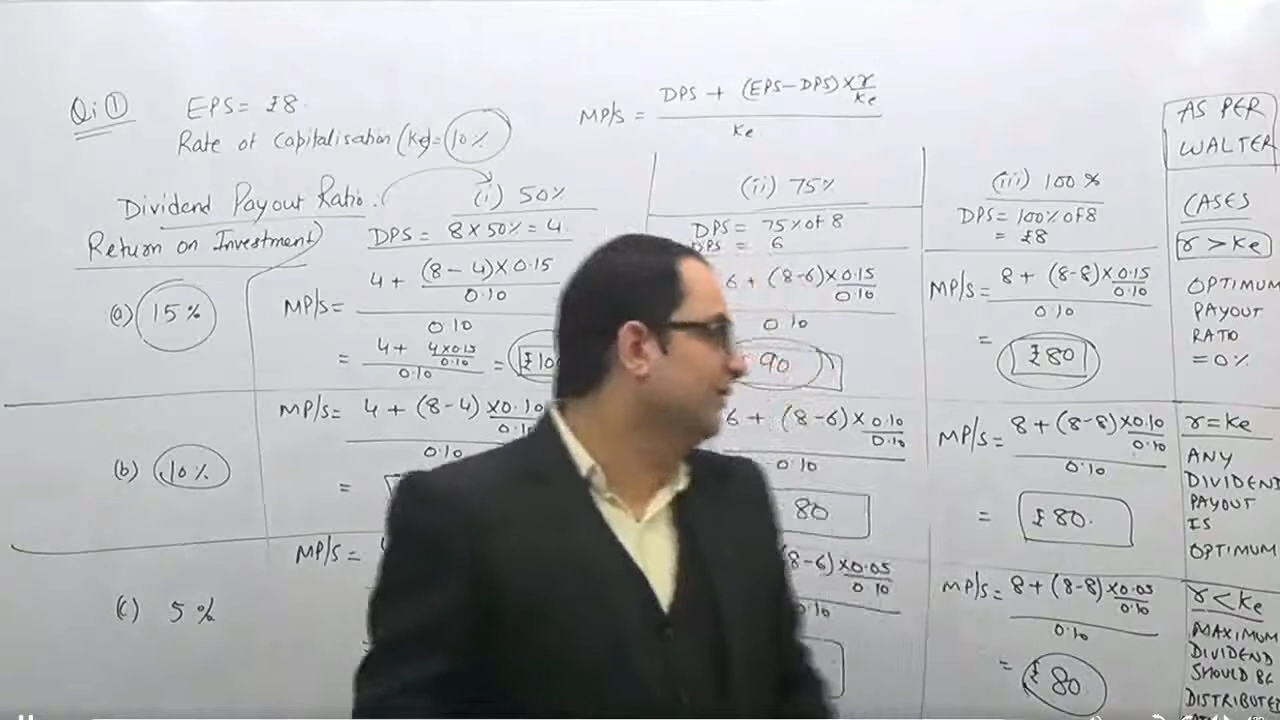 Q:①
EPS = ₹8.
Rate of Capitalisation (Ke) = 10%
MP/S = DPS + (EPS-DPS) × r/Ke
Ke
Dividend Payout Ratio.
Return on Investment
(i) 50%
DPS = 8 × 50% = 4.
(ii) 75%
DPS = 75% of 8
DPS = 6
(iii) 100%
DPS = 100% OF 8
= ₹8
(a) 15%
MP/S = 4 + (8-4) × 0.15
0.10
0.10
= 4 + 4×0.15
0.10
0.10
=
6 + (8-6) × 0.15
0.10
0.10
90
MP/S = 8 + (8-8) × 0.15
0.10
0.10
= ₹80
(b) 10%
MP/S = 4 + (8-4) × 0.10
0.10
=
6 + (8-6) × 0.10
0.10
0.10
80
MP/S = 8 + (8-8) × 0.10
0.10
0.10
= ₹80.
(c) 5%
MP/S =
8-6) × 0.05
0.10
MP/S = 8 + (8-8) × 0.05
0.10
0.10
= ₹80
AS PER
WALTER
CASES
r > Ke
OPTIMUM
PAYOUT
RATIO
= 0%
r = Ke
ANY
DIVIDEND
PAYOUT
IS
OPTIMUM
r < Ke
MAXIMUM
DIVIDEND
SHOULD BE
DISTRIBUTED